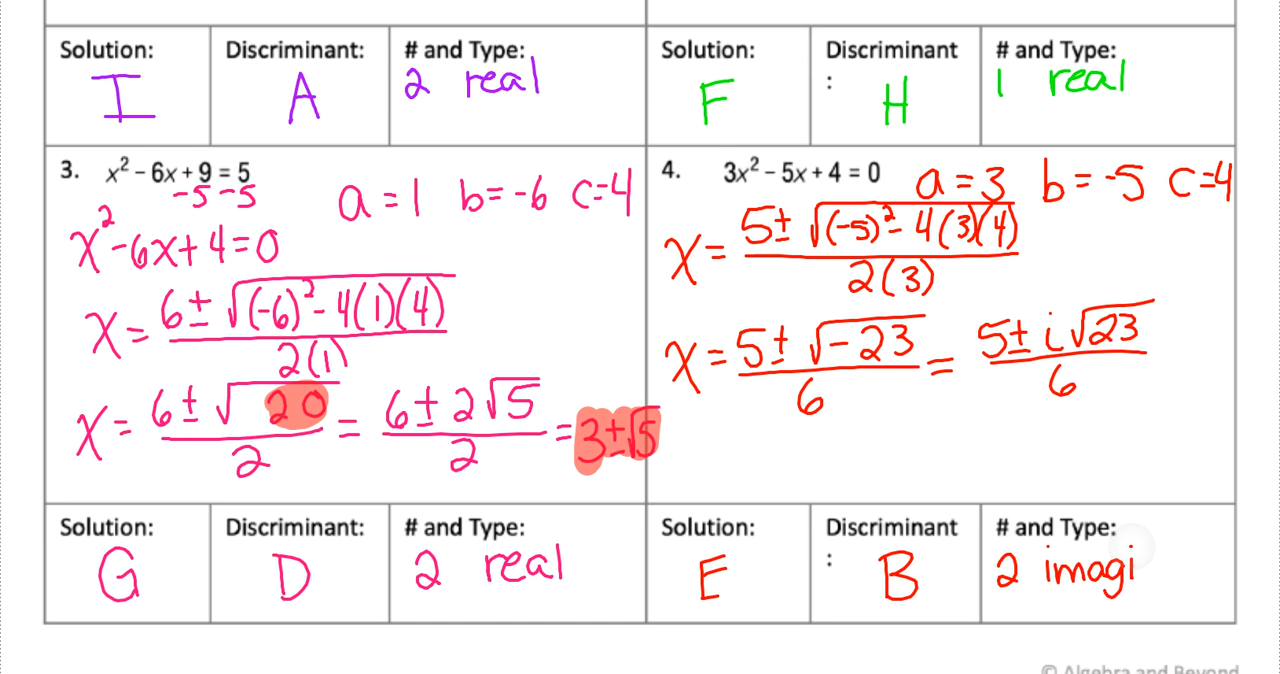 Solution: Discriminant: # and Type: Solution: Discriminant # and Type:
I A 2 real F : H 1 real
3. x² – 6x + 9 = 5
-5 -5
a = 1 b = -6 c = 4
x² - 6x + 4 = 0
x = 6 ± √(-6)² - 4(1)(4) / 2(1)
x = 6 ± √20 / 2 = 6 ± 2√5 / 2 = 3 ± √5
4. 3x² – 5x + 4 = 0
a = 3 b = -5 c = 4
x = 5 ± √(-5)² - 4(3)(4) / 2(3)
x = 5 ± √-23 / 6 = 5 ± i√23 / 6
Solution: Discriminant: # and Type: Solution: Discriminant # and Type:
G D 2 real E : B 2 imagi
© Algebra and Beyond